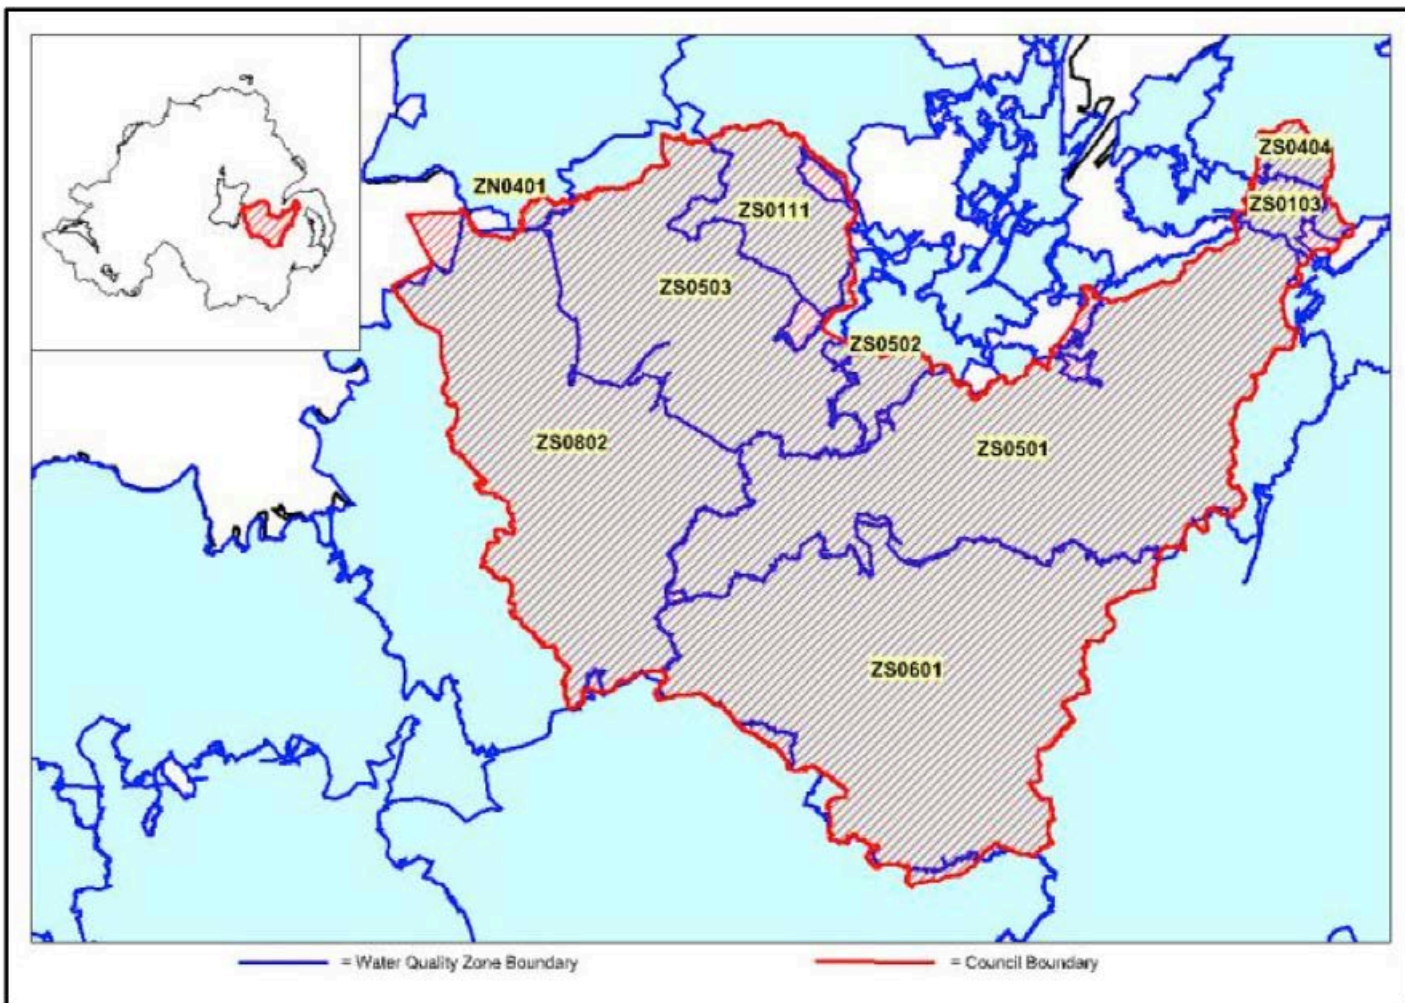 ZS0404
ZN0401
ZS0103
ZS0111
ZS0503
ZS0502
ZS0802
ZS0501
ZS0601
= Water Quality Zone Boundary
= Council Boundary